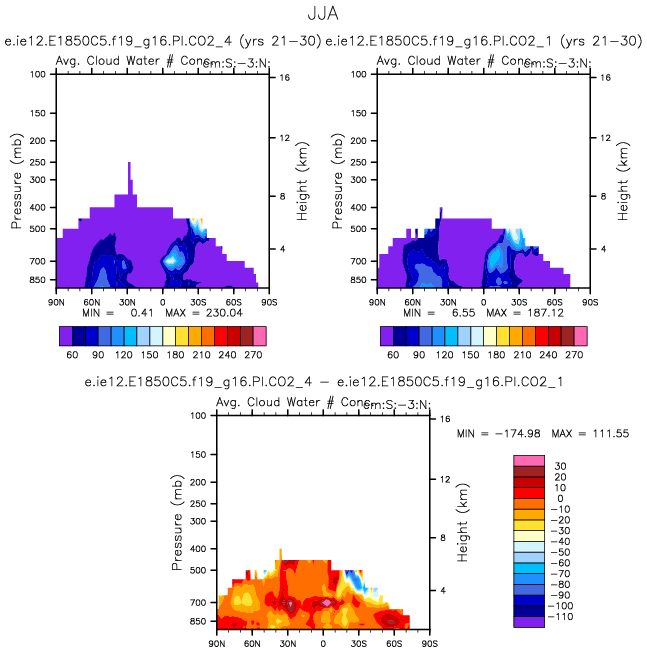 JJA
e.ie12.E1850C5.f19_g16.PI.CO2_4 (yrs 21-30) e.ie12.E1850C5.f19_g16.PI.CO2_1 (yrs 21-30)
Avg. Cloud Water # Conc. cm:S:-3:N: Avg. Cloud Water # Conc. cm:S:-3:N:
Pressure (mb)
100
150
200
250
300
400
500
700
850
16
12
8
4
Height (km)
90N 60N 30N 0 30S 60S 90S
MIN = 0.41 MAX = 230.04
60 90 120 150 180 210 240 270
Pressure (mb)
100
150
200
250
300
400
500
700
850
16
12
8
4
Height (km)
90N 60N 30N 0 30S 60S 90S
MIN = 6.55 MAX = 187.12
60 90 120 150 180 210 240 270
e.ie12.E1850C5.f19_g16.PI.CO2_4 - e.ie12.E1850C5.f19_g16.PI.CO2_1
Avg. Cloud Water # Conc. cm:S:-3:N:
Pressure (mb)
100
150
200
250
300
400
500
700
850
16
12
8
4
Height (km)
90N 60N 30N 0 30S 60S 90S
MIN = -174.98 MAX = 111.55
30
20
10
0
-10
-20
-30
-40
-50
-60
-70
-80
-90
-100
-110